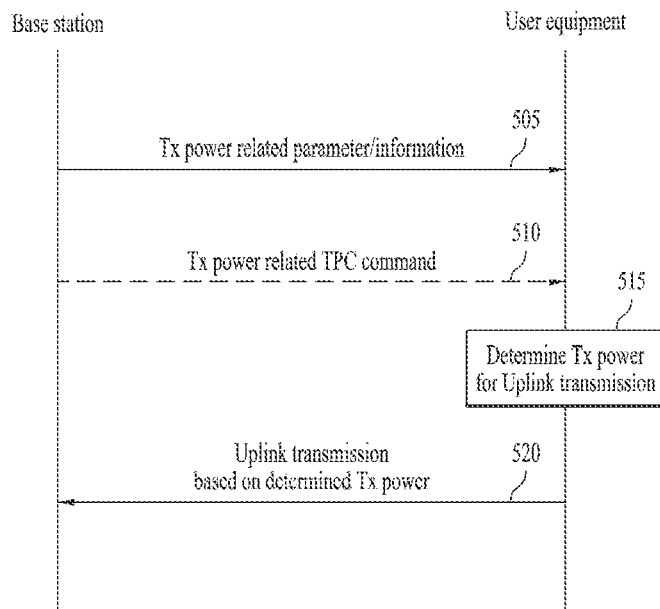 Base station
User equipment
505
Tx power related parameter/information
510
Tx power related TPC command
515
Determine Tx power
for Uplink transmission
Uplink transmission
based on determined Tx power
520